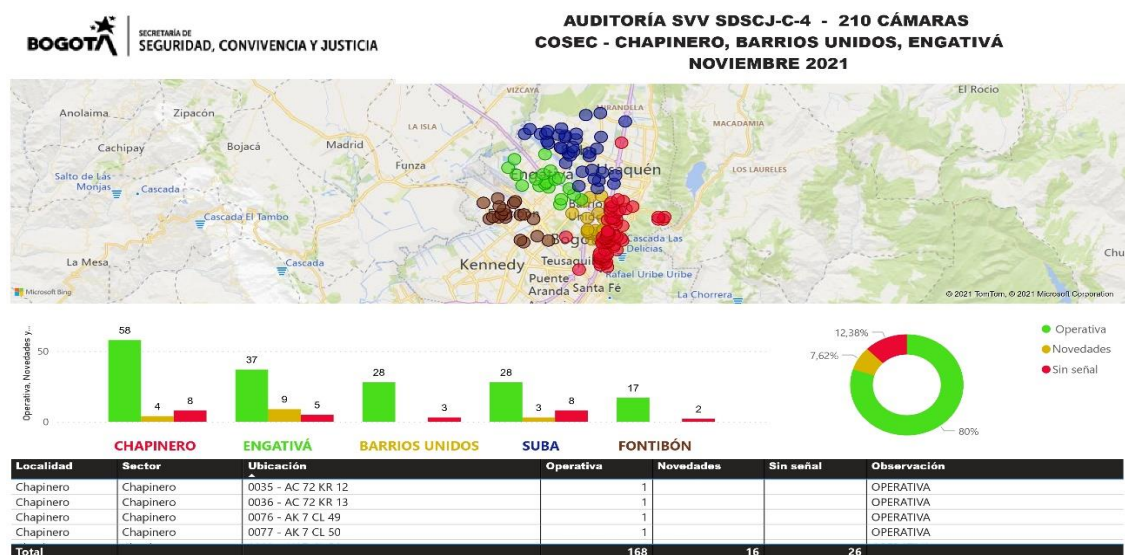 BOGOTÁ
SECRETARÍA DE
SEGURIDAD, CONVIVENCIA Y JUSTICIA
AUDITORÍA SVV SDSCJ-C-4 - 210 CÁMARAS
COSEC - CHAPINERO, BARRIOS UNIDOS, ENGATIVÁ
NOVIEMBRE 2021
VIZCAYA
El Rocio
Anolaima
Zipacón
LA ISLA
MACADAMIA
Cachipay
Bojacá
Madrid
Funza
Usaquén
LOS LAURELES
Salto de Las
Monjas
Cascada
Cascada El Tambo
Cascada Las
Delicias
La Mesa
Cascada
Kennedy
Rafael Uribe Uribe
Puente
Aranda
Santa Fé
La Chorrera
Chu
Microsoft Bing
© 2021 TomTom, © 2021 Microsoft Corporation
Operativa, Novedades y...
50
0
58
4
8
37
9
5
28
3
28
3
8
17
2
CHAPINERO ENGATIVÁ BARRIOS UNIDOS SUBA FONTIBÓN
12,38%
7,62%
80%
Operativa
Novedades
Sin señal
Localidad Sector Ubicación Operativa Novedades Sin señal Observación
Chapinero Chapinero 0035 - AC 72 KR 12 1 OPERATIVA
Chapinero Chapinero 0036 - AC 72 KR 13 1 OPERATIVA
Chapinero Chapinero 0076 - AK 7 CL 49 1 OPERATIVA
Chapinero Chapinero 0077 - AK 7 CL 50 1 OPERATIVA
Total 168 16 26